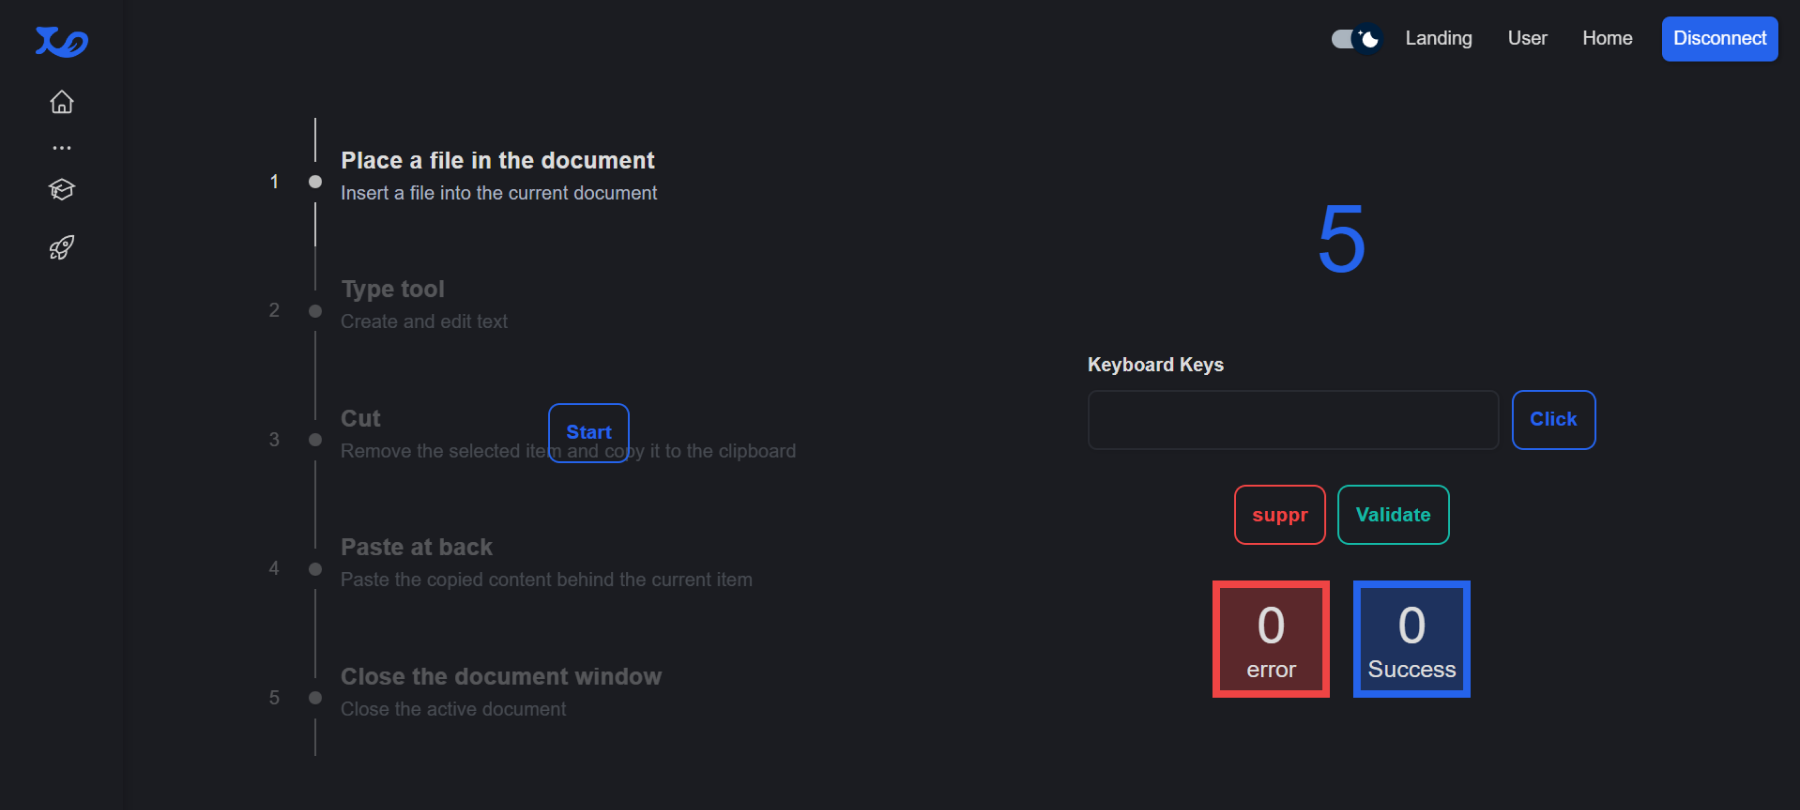 Landing
User
Home
Disconnect
1
Place a file in the document
Insert a file into the current document
2
Type tool
Create and edit text
3
Cut
Remove the selected item and copy it to the clipboard
Start
4
Paste at back
Paste the copied content behind the current item
5
Close the document window
Close the active document
5
Keyboard Keys
Click
suppr
Validate
0
error
0
Success